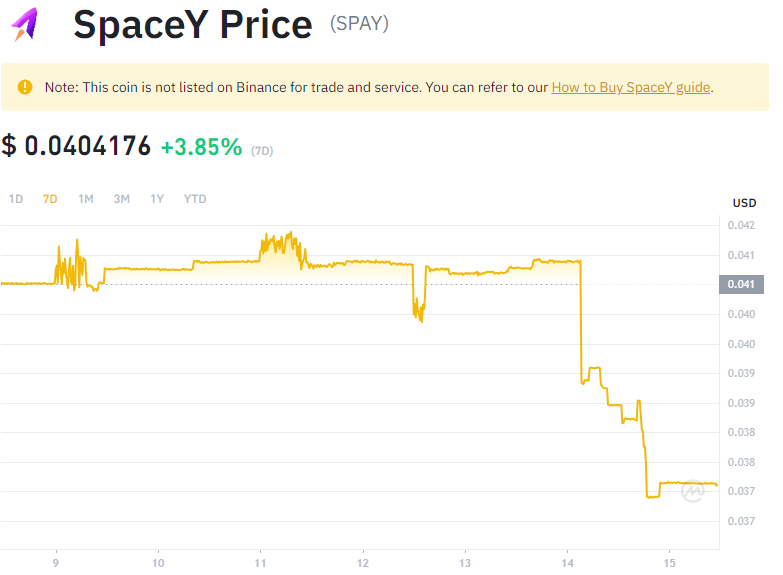 SpaceY Price (SPAY)
Note: This coin is not listed on Binance for trade and service. You can refer to our How to Buy SpaceY guide.
$ 0.0404176 +3.85% (7D)
1D 7D 1M 3M 1Y YTD
USD
0.042
0.041
0.041
0.040
0.040
0.039
0.039
0.038
0.038
0.037
0.037
9 10 11 12 13 14 15